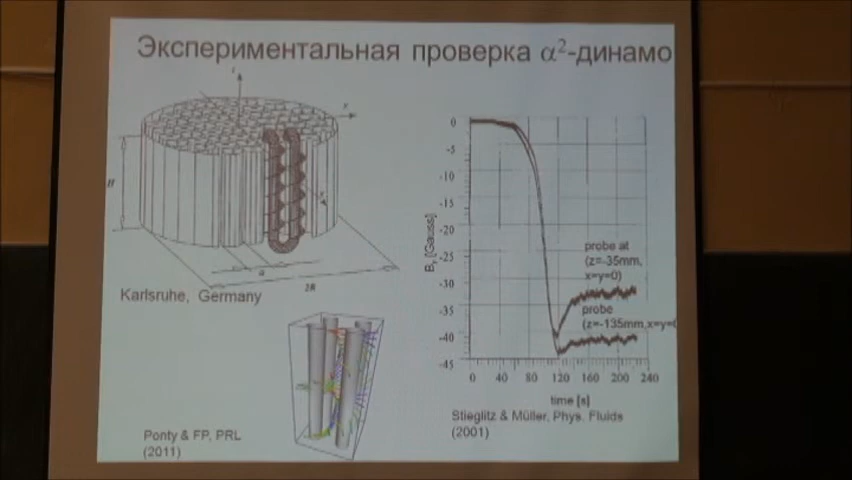 Экспериментальная проверка α²-динамо
z
x
x
H
a
2R
Karlsruhe, Germany
Ponty & FP, PRL
(2011)
0
-5
-10
-15
-20
-25
-30
-35
-40
-45
B, [Gauss]
probe at
(z=-35mm,
x=y=0)
probe
(z=-135mm,x=y=0
0 40 80 120 160 200 240
time [s]
Stieglitz & Müller, Phys. Fluids
(2001)